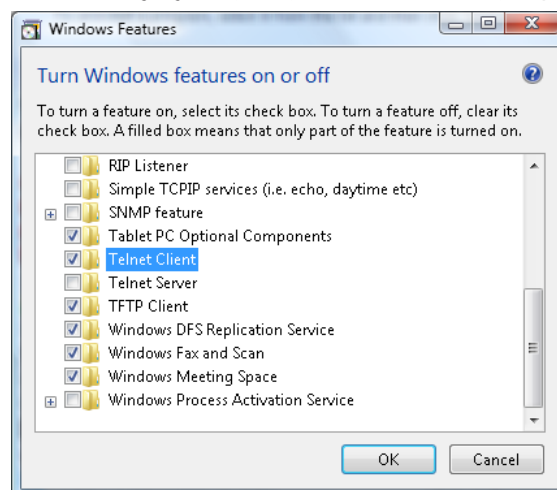 Windows Features
Turn Windows features on or off
To turn a feature on, select its check box. To turn a feature off, clear its
check box. A filled box means that only part of the feature is turned on.
RIP Listener
Simple TCPIP services (i.e. echo, daytime etc)
SNMP feature
Tablet PC Optional Components
Telnet Client
Telnet Server
TFTP Client
Windows DFS Replication Service
Windows Fax and Scan
Windows Meeting Space
Windows Process Activation Service
OK
Cancel